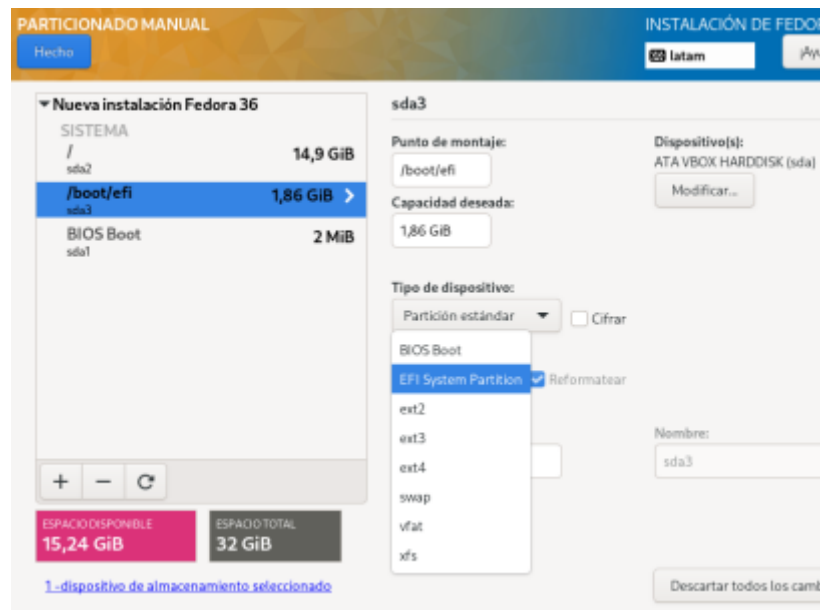 PARTICIONADO MANUAL
Hecho
INSTALACIÓN DE FEDOR
latam
Nueva instalación Fedora 36
SISTEMA
/
14,9 GiB
sda2
/boot/efi
1,86 GiB
sda3
BIOS Boot
2 MiB
sda1
+ − C
ESPACIO DISPONIBLE
15,24 GiB
ESPACIO TOTAL
32 GiB
1-dispositivo de almacenamiento seleccionado
sda3
Punto de montaje:
/boot/efi
Capacidad deseada:
1,86 GiB
Dispositivo(s):
ATA VBOX HARDDISK (sda)
Modificar...
Tipo de dispositivo:
Partición estándar
Cifrar
BIOS Boot
EFI System Partition
Reformatear
ext2
ext3
ext4
swap
vfat
xfs
Nombre:
sda3
Descartar todos los camb